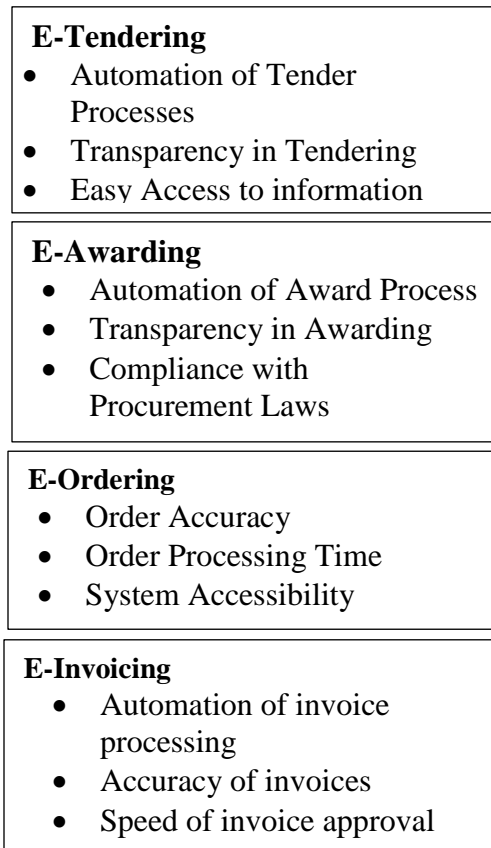 E-Tendering
• Automation of Tender
Processes
• Transparency in Tendering
• Easy Access to information
E-Awarding
• Automation of Award Process
• Transparency in Awarding
• Compliance with
Procurement Laws
E-Ordering
• Order Accuracy
• Order Processing Time
• System Accessibility
E-Invoicing
• Automation of invoice
processing
• Accuracy of invoices
• Speed of invoice approval